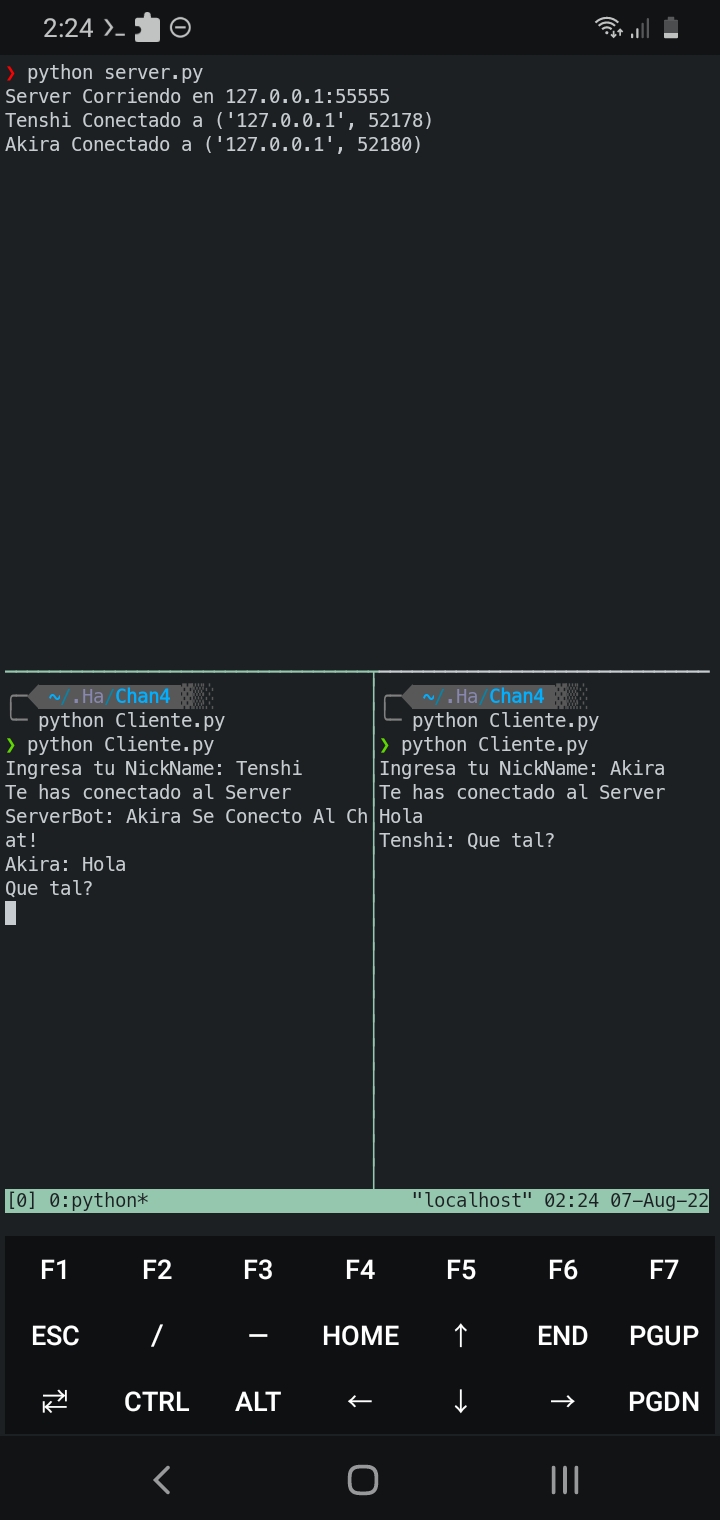 2:24
❯ python server.py
Server Corriendo en 127.0.0.1:55555
Tenshi Conectado a ('127.0.0.1', 52178)
Akira Conectado a ('127.0.0.1', 52180)
~/.Ha/Chan4
python Cliente.py
❯ python Cliente.py
Ingresa tu NickName: Tenshi
Te has conectado al Server
ServerBot: Akira Se Conecto Al Ch
at!
Akira: Hola
Que tal?
~/.Ha/Chan4
python Cliente.py
❯ python Cliente.py
Ingresa tu NickName: Akira
Te has conectado al Server
Hola
Tenshi: Que tal?
[0] 0:python* "localhost" 02:24 07-Aug-22
F1 F2 F3 F4 F5 F6 F7
ESC / — HOME ↑ END PGUP
⇄ CTRL ALT ← ↓ → PGDN